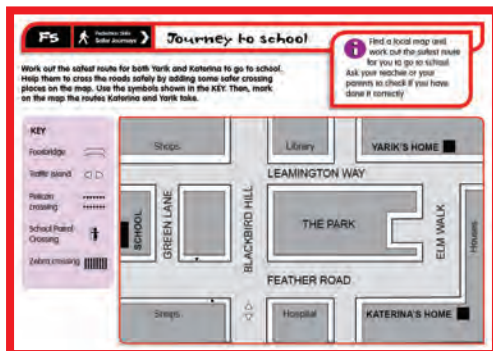 F5
Pedestrian Skills
Safer Journeys
Journey to school
Find a local map and
work out the safest route
for you to go to school
Ask your teacher or your
parents to check if you have
done it correctly
Work out the safest route for both Yarik and Katerina to go to school.
Help them to cross the roads safely by adding some safer crossing
places on the map. Use the symbols shown in the KEY. Then, mark
on the map the routes Katerina and Yarik take.
KEY
Footbridge
Traffic island
Pelican
crossing
School Patrol
Crossing
Zebra crossing
Shops
Library
YARIK'S HOME
LEAMINGTON WAY
SCHOOL
GREEN LANE
BLACKBIRD HILL
THE PARK
ELM WALK
Houses
FEATHER ROAD
Shops
Hospital
KATERINA'S HOME